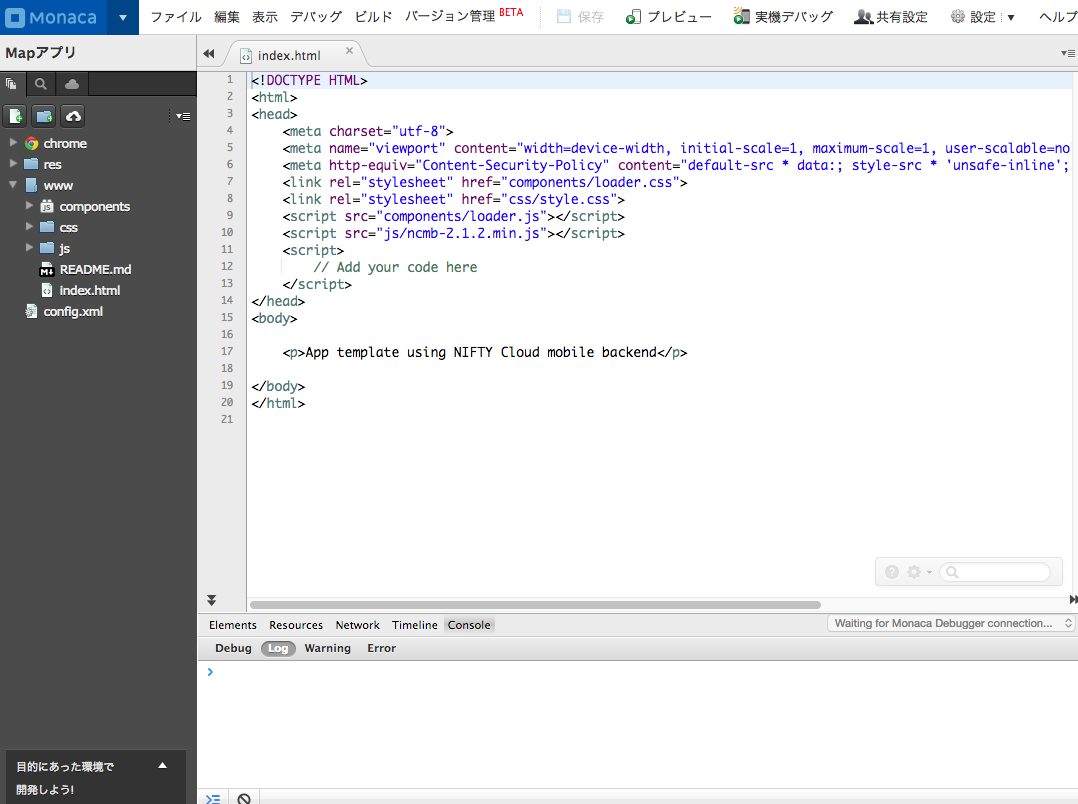 Monaca ファイル 編集 表示 デバッグ ビルド バージョン管理 BETA 保存 プレビュー 実機デバッグ 共有設定 設定 ヘルプ
Mapアプリ
index.html
chrome
res
www
components
css
js
README.md
index.html
config.xml
1 <!DOCTYPE HTML>
2 <html>
3 <head>
4 <meta charset="utf-8">
5 <meta name="viewport" content="width=device-width, initial-scale=1, maximum-scale=1, user-scalable=no
6 <meta http-equiv="Content-Security-Policy" content="default-src * data:; style-src * 'unsafe-inline';
7 <link rel="stylesheet" href="components/loader.css">
8 <link rel="stylesheet" href="css/style.css">
9 <script src="components/loader.js"></script>
10 <script src="js/ncmb-2.1.2.min.js"></script>
11 <script>
12 // Add your code here
13 </script>
14 </head>
15 <body>
16
17 <p>App template using NIFTY Cloud mobile backend</p>
18
19 </body>
20 </html>
21
Elements Resources Network Timeline Console Waiting for Monaca Debugger connection...
Debug Log Warning Error
目的にあった環境で
開発しよう!